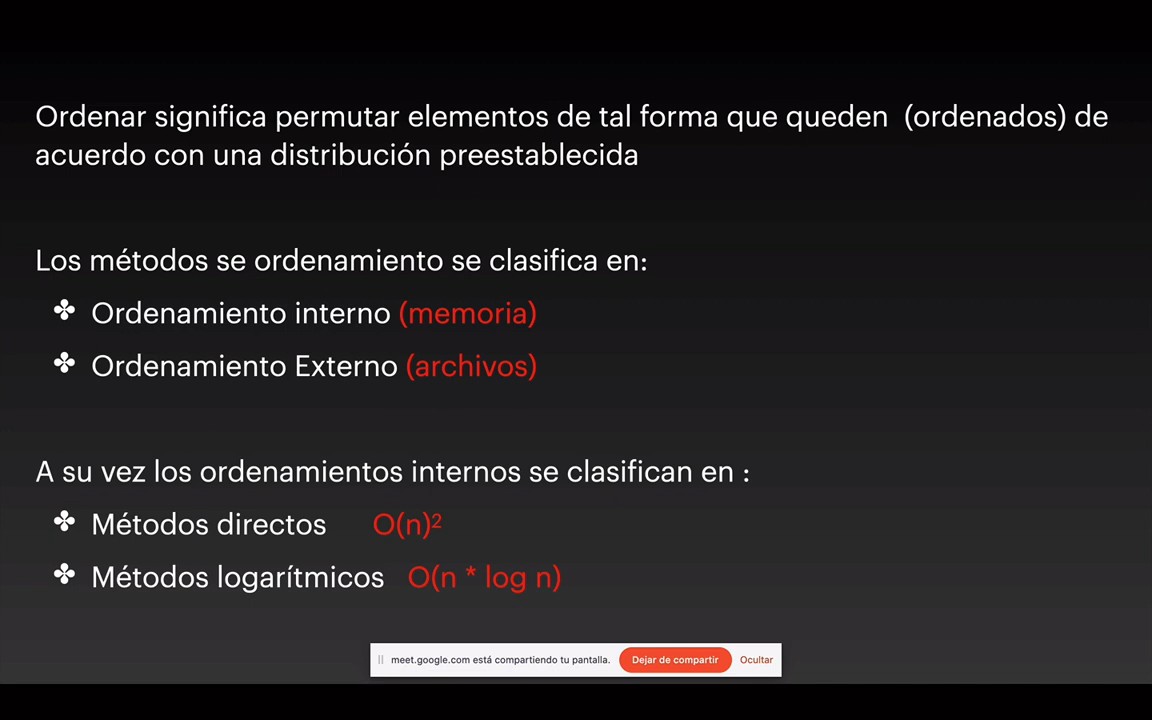 Ordenar significa permutar elementos de tal forma que queden  (ordenados) de
acuerdo con una distribución preestablecida
Los métodos se ordenamiento se clasifica en:
✤ Ordenamiento interno (memoria)
✤ Ordenamiento Externo (archivos)
A su vez los ordenamientos internos se clasifican en :
✤ Métodos directos O(n)²
✤ Métodos logarítmicos O(n * log n)
meet.google.com está compartiendo tu pantalla. Dejar de compartir Ocultar